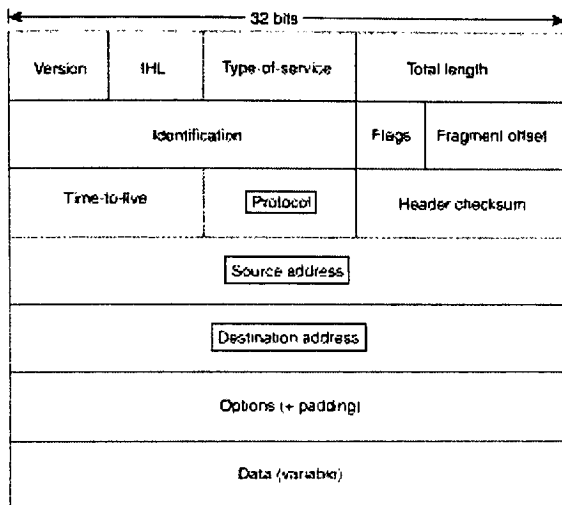 32 bits
Version IHL Type-of-service Total length
Identification Flags Fragment offset
Time-to-live Protocol Header checksum
Source address
Destination address
Options (+ padding)
Data (variable)